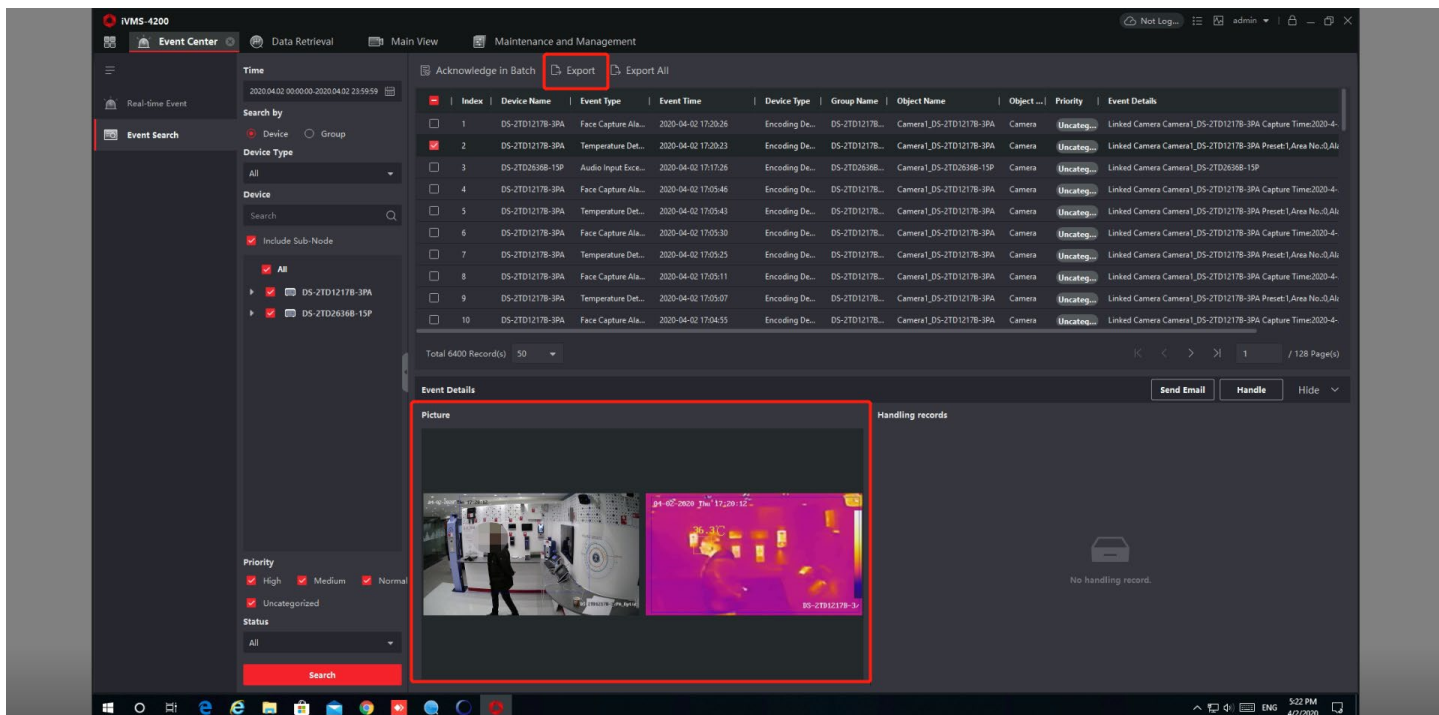 iVMS-4200
Not Log... admin
Event Center Data Retrieval Main View Maintenance and Management
Real-time Event
Event Search
Time
2020.04.02 00:00:00-2020.04.02 23:59:59
Search by
Device Group
Device Type
All
Device
Search
Include Sub-Node
All
DS-2TD1217B-3PA
DS-2TD2636B-15P
Priority
High Medium Normal
Uncategorized
Status
All
Search
Acknowledge in Batch Export Export All
Index Device Name Event Type Event Time Device Type Group Name Object Name Object ... Priority Event Details
1 DS-2TD1217B-3PA Face Capture Ala... 2020-04-02 17:20:26 Encoding De... DS-2TD1217B... Camera1_DS-2TD1217B-3PA Camera Uncateg... Linked Camera Camera1_DS-2TD1217B-3PA Capture Time:2020-4-
2 DS-2TD1217B-3PA Temperature Det... 2020-04-02 17:20:23 Encoding De... DS-2TD1217B... Camera1_DS-2TD1217B-3PA Camera Uncateg... Linked Camera Camera1_DS-2TD1217B-3PA Preset:1,Area No.:0,Ala
3 DS-2TD2636B-15P Audio Input Exce... 2020-04-02 17:17:26 Encoding De... DS-2TD2636B... Camera1_DS-2TD2636B-15P Camera Uncateg... Linked Camera Camera1_DS-2TD2636B-15P
4 DS-2TD1217B-3PA Face Capture Ala... 2020-04-02 17:05:46 Encoding De... DS-2TD1217B... Camera1_DS-2TD1217B-3PA Camera Uncateg... Linked Camera Camera1_DS-2TD1217B-3PA Capture Time:2020-4-
5 DS-2TD1217B-3PA Temperature Det... 2020-04-02 17:05:43 Encoding De... DS-2TD1217B... Camera1_DS-2TD1217B-3PA Camera Uncateg... Linked Camera Camera1_DS-2TD1217B-3PA Preset:1,Area No.:0,Ala
6 DS-2TD1217B-3PA Face Capture Ala... 2020-04-02 17:05:30 Encoding De... DS-2TD1217B... Camera1_DS-2TD1217B-3PA Camera Uncateg... Linked Camera Camera1_DS-2TD1217B-3PA Capture Time:2020-4-
7 DS-2TD1217B-3PA Temperature Det... 2020-04-02 17:05:25 Encoding De... DS-2TD1217B... Camera1_DS-2TD1217B-3PA Camera Uncateg... Linked Camera Camera1_DS-2TD1217B-3PA Preset:1,Area No.:0,Ala
8 DS-2TD1217B-3PA Face Capture Ala... 2020-04-02 17:05:11 Encoding De... DS-2TD1217B... Camera1_DS-2TD1217B-3PA Camera Uncateg... Linked Camera Camera1_DS-2TD1217B-3PA Capture Time:2020-4-
9 DS-2TD1217B-3PA Temperature Det... 2020-04-02 17:05:07 Encoding De... DS-2TD1217B... Camera1_DS-2TD1217B-3PA Camera Uncateg... Linked Camera Camera1_DS-2TD1217B-3PA Preset:1,Area No.:0,Ala
10 DS-2TD1217B-3PA Face Capture Ala... 2020-04-02 17:04:55 Encoding De... DS-2TD1217B... Camera1_DS-2TD1217B-3PA Camera Uncateg... Linked Camera Camera1_DS-2TD1217B-3PA Capture Time:2020-4-
Total 6400 Record(s) 50 1 / 128 Page(s)
Event Details Send Email Handle Hide
Picture
04-02-2020 Thu 17:20:12
36.3°C
DS-2TD1217B-3
Handling records
No handling record.
ENG 5:22 PM
4/2/2020